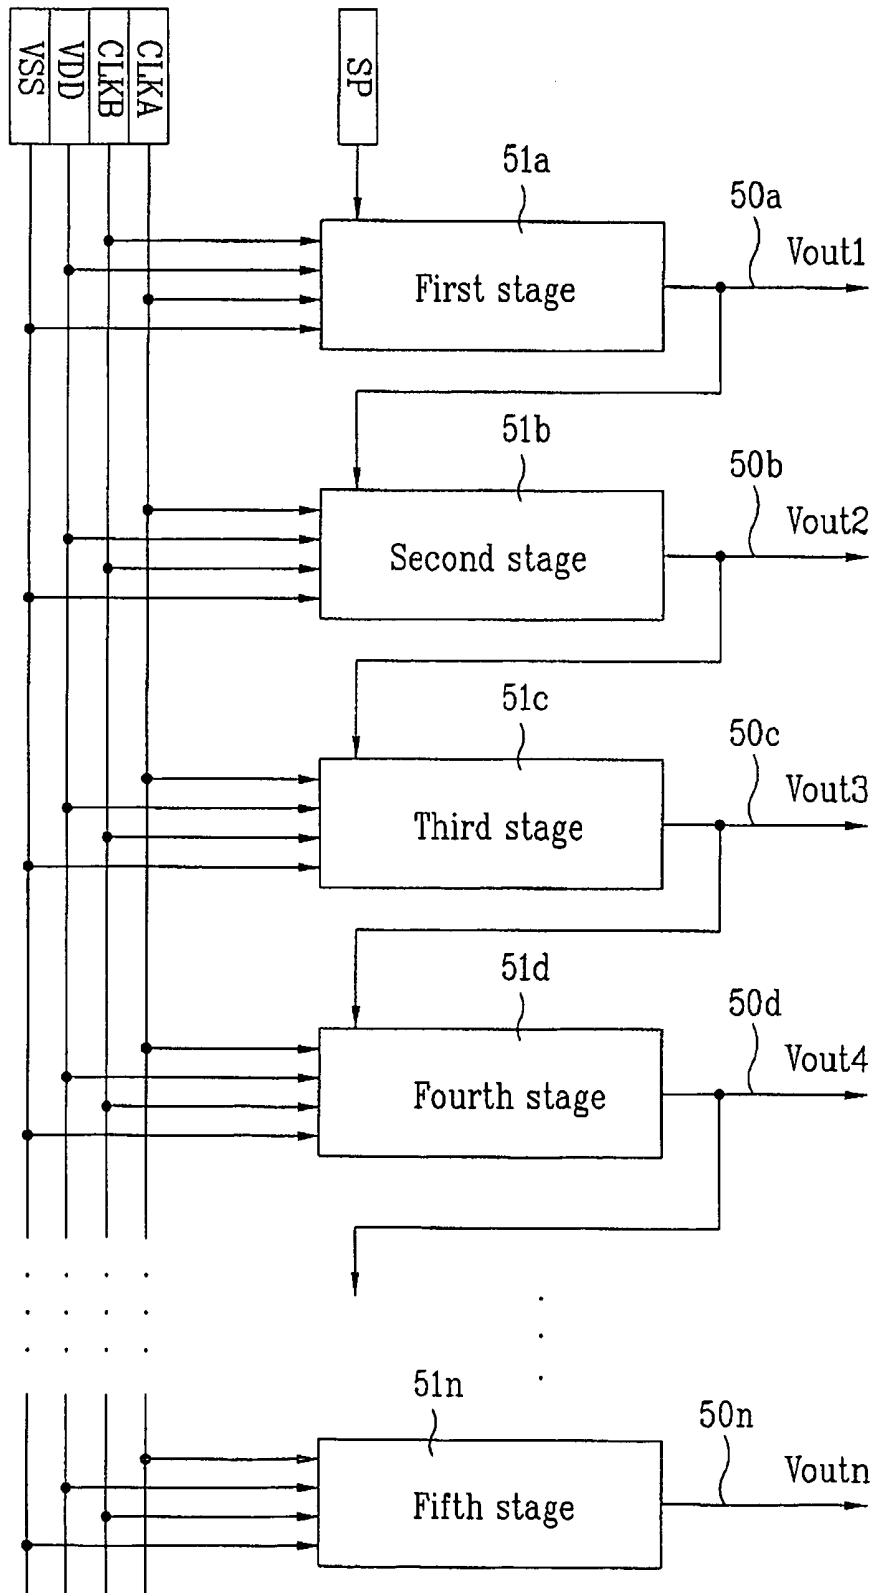 VSS
VDD
CLKB
CLKA
SP
51a
50a
Vout1
First stage
51b
50b
Vout2
Second stage
51c
50c
Vout3
Third stage
51d
50d
Vout4
Fourth stage
51n
50n
Voutn
Fifth stage